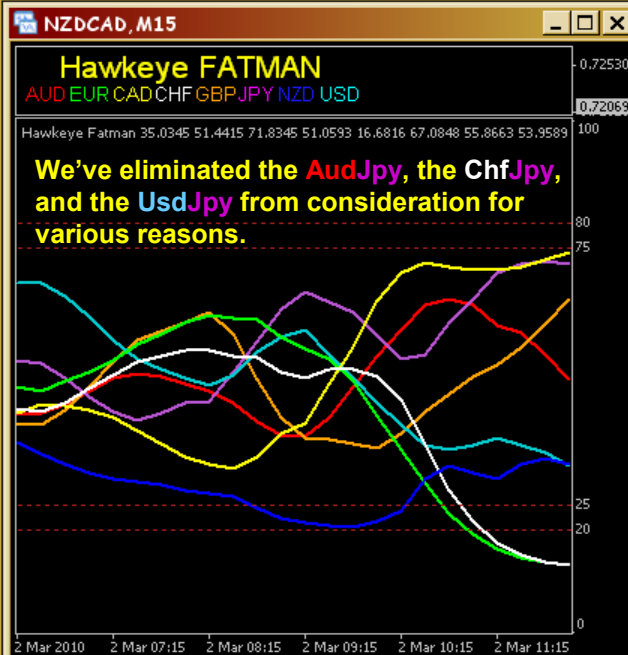 NZDCAD,M15
Hawkeye FATMAN
AUD EUR CAD CHF GBP JPY NZD USD
0.72530
0.72069
Hawkeye Fatman 35.0345 51.4415 71.8345 51.0593 16.6816 67.0848 55.8663 53.9589
100
We've eliminated the AudJpy, the ChfJpy,
and the UsdJpy from consideration for
various reasons.
80
75
25
20
0
2 Mar 2010 2 Mar 07:15 2 Mar 08:15 2 Mar 09:15 2 Mar 10:15 2 Mar 11:15